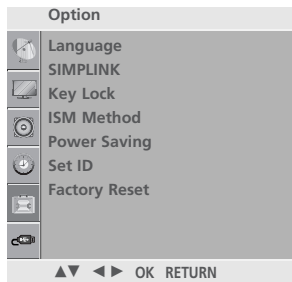 Option
Language
SIMPLINK
Key Lock
ISM Method
Power Saving
Set ID
Factory Reset
▲▼ ◄► OK RETURN